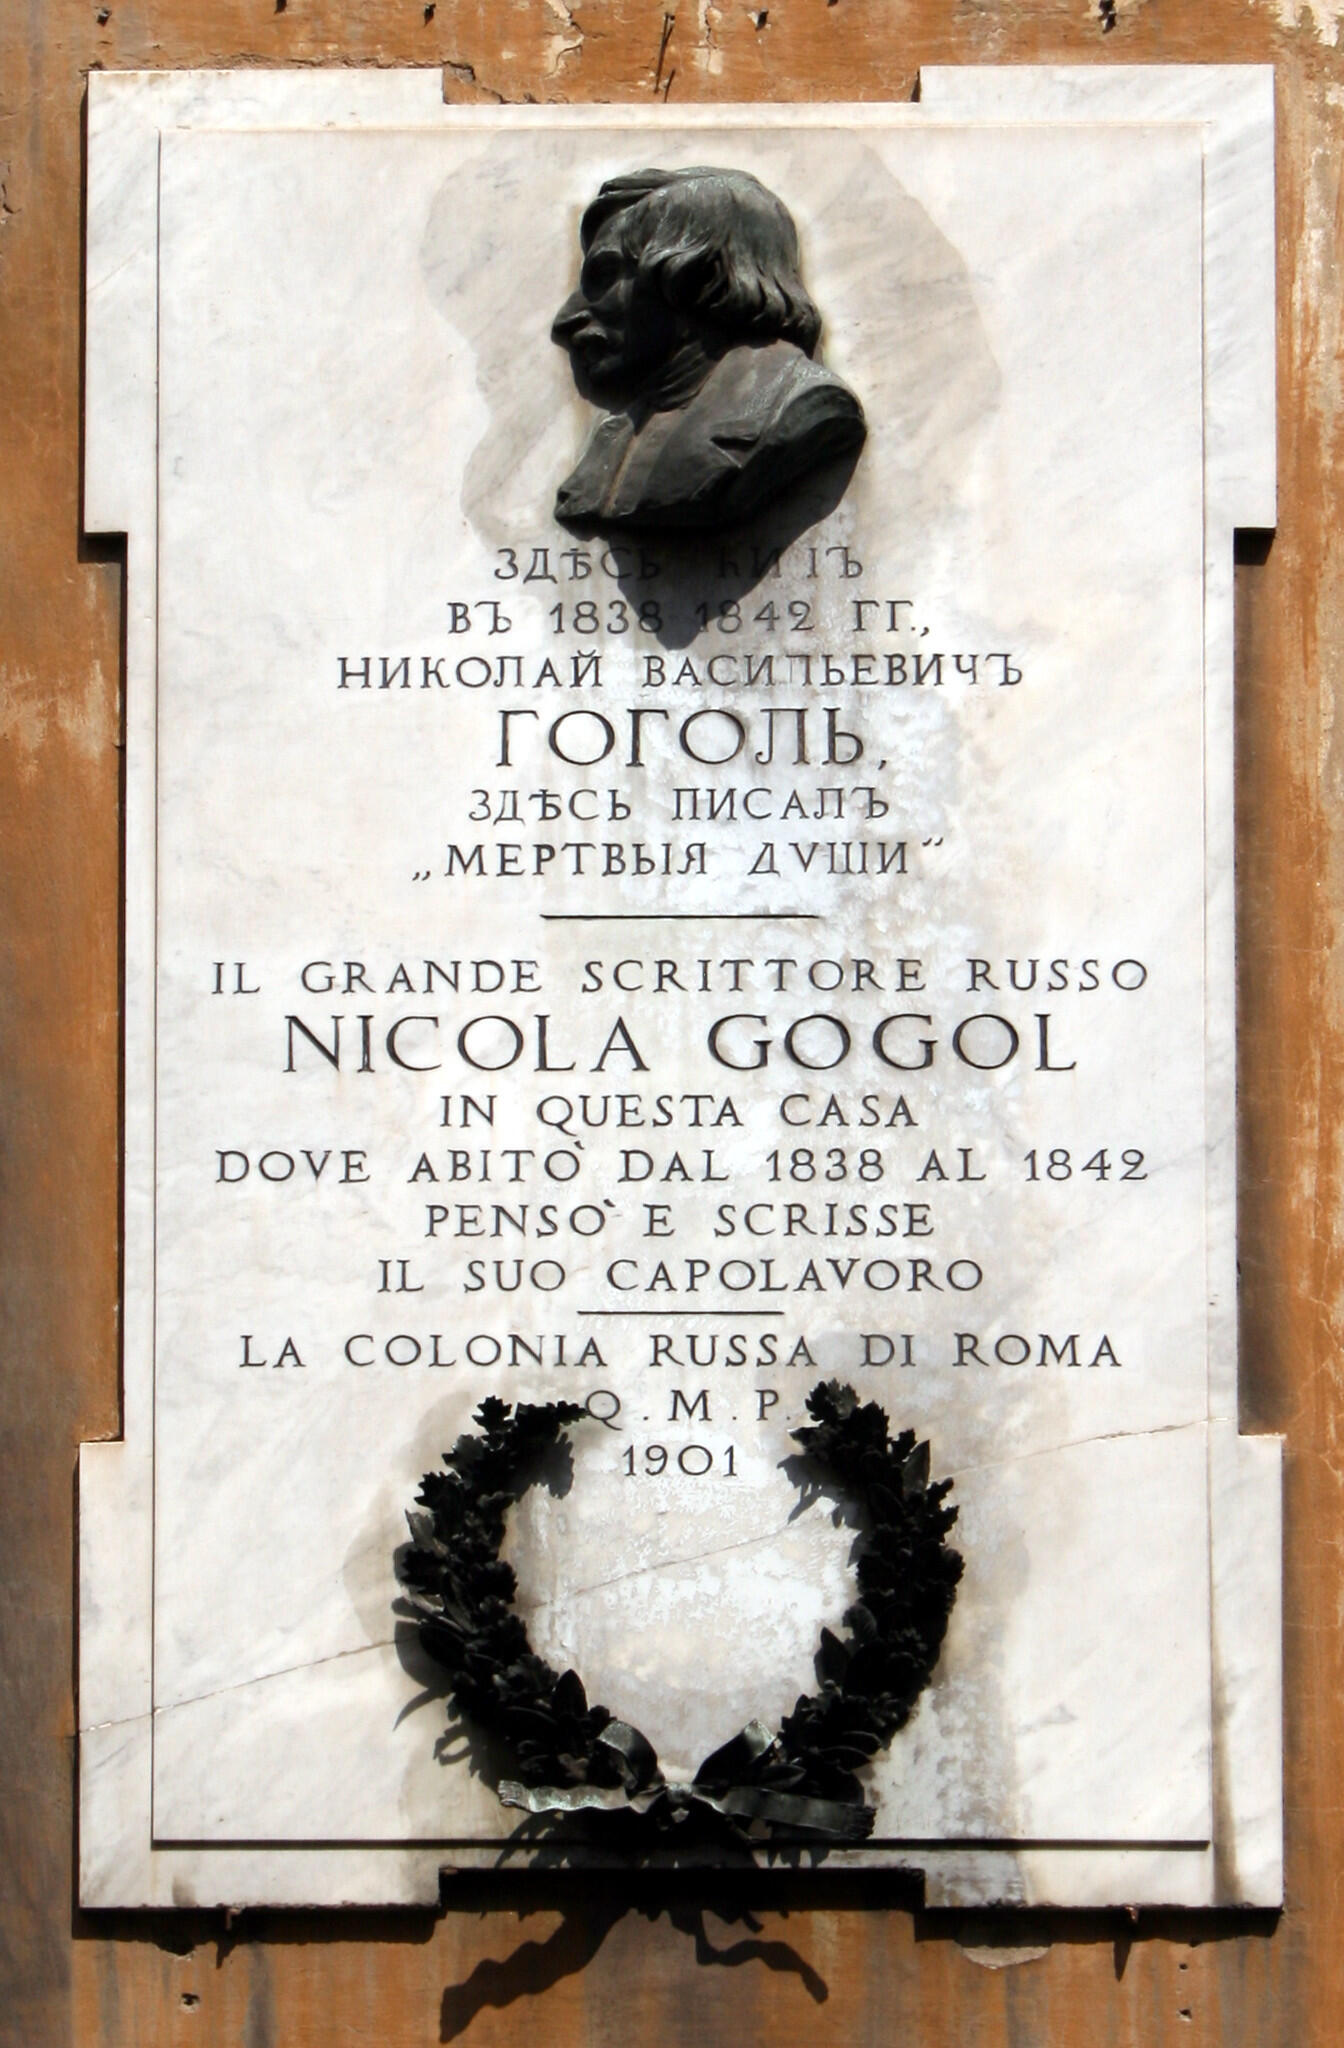 ЗДѢСЬ ЖИЛЪ
ВЪ 1838 1842 ГГ.,
НИКОЛАЙ ВАСИЛЬЕВИЧЪ
ГОГОЛЬ,
ЗДѢСЬ ПИСАЛЪ
„МЕРТВЫЯ ДУШИ"
IL GRANDE SCRITTORE RUSSO
NICOLA GOGOL
IN QUESTA CASA
DOVE ABITÒ DAL 1838 AL 1842
PENSÒ E SCRISSE
IL SUO CAPOLAVORO
LA COLONIA RUSSA DI ROMA
Q. M. P.
1901